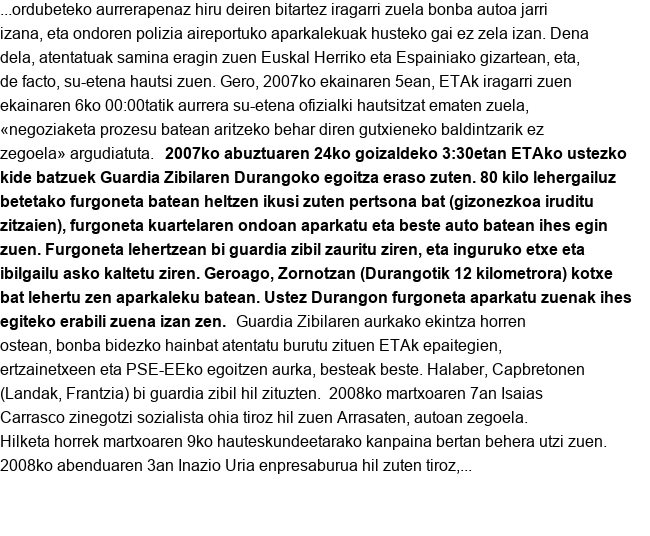 ...ordubeteko aurrerapenaz hiru deiren bitartez iragarri zuela bonba autoa jarri
izana, eta ondoren polizia aireportuko aparkalekuak husteko gai ez zela izan. Dena
dela, atentatuak samina eragin zuen Euskal Herriko eta Espainiako gizartean, eta,
de facto, su-etena hautsi zuen. Gero, 2007ko ekainaren 5ean, ETAk iragarri zuen
ekainaren 6ko 00:00tatik aurrera su-etena ofizialki hautsitzat ematen zuela,
«negoziaketa prozesu batean aritzeko behar diren gutxieneko baldintzarik ez
zegoela» argudiatuta.  2007ko abuztuaren 24ko goizaldeko 3:30etan ETAko ustezko
kide batzuek Guardia Zibilaren Durangoko egoitza eraso zuten. 80 kilo lehergailuz
betetako furgoneta batean heltzen ikusi zuten pertsona bat (gizonezkoa iruditu
zitzaien), furgoneta kuartelaren ondoan aparkatu eta beste auto batean ihes egin
zuen. Furgoneta lehertzean bi guardia zibil zauritu ziren, eta inguruko etxe eta
ibilgailu asko kaltetu ziren. Geroago, Zornotzan (Durangotik 12 kilometrora) kotxe
bat lehertu zen aparkaleku batean. Ustez Durangon furgoneta aparkatu zuenak ihes
egiteko erabili zuena izan zen.  Guardia Zibilaren aurkako ekintza horren
ostean, bonba bidezko hainbat atentatu burutu zituen ETAk epaitegien,
ertzainetxeen eta PSE-EEko egoitzen aurka, besteak beste. Halaber, Capbretonen
(Landak, Frantzia) bi guardia zibil hil zituzten.  2008ko martxoaren 7an Isaias
Carrasco zinegotzi sozialista ohia tiroz hil zuen Arrasaten, autoan zegoela.
Hilketa horrek martxoaren 9ko hauteskundeetarako kanpaina bertan behera utzi zuen.
2008ko abenduaren 3an Inazio Uria enpresaburua hil zuten tiroz,...